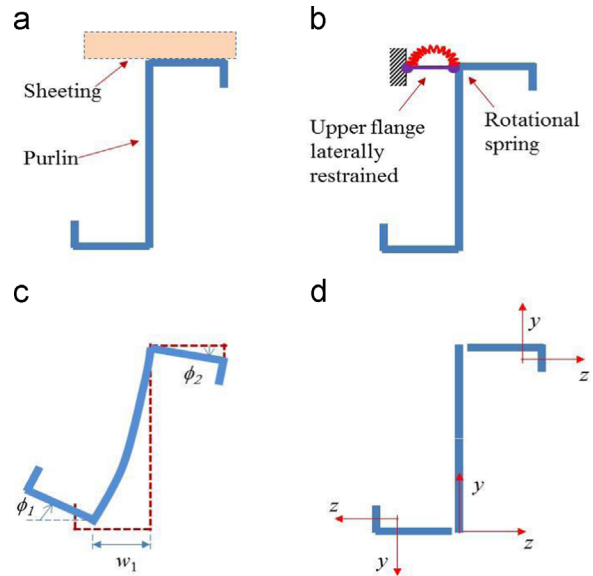 a
b
Sheeting
Purlin
Upper flange
laterally
restrained
Rotational
spring
c
d
ϕ2
ϕ1
w1
y
z
y
z
z
y